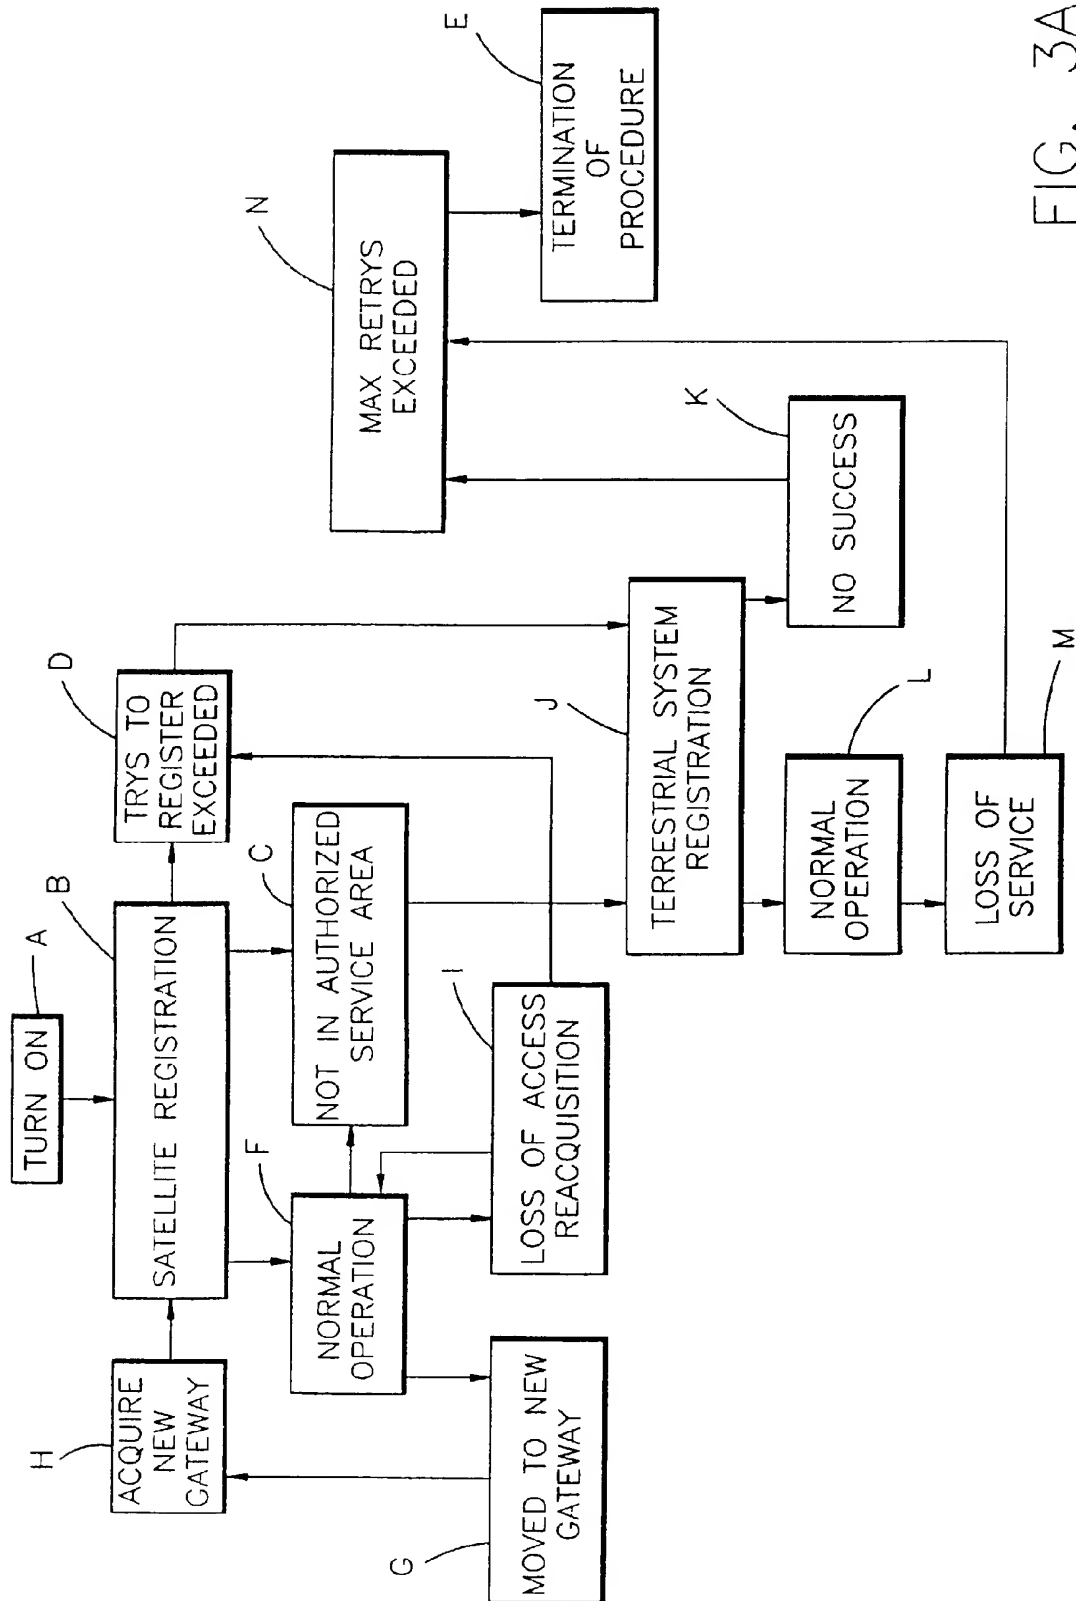 A
TURN ON
B
SATELLITE REGISTRATION
H
ACQUIRE
NEW
GATEWAY
D
TRYS TO
REGISTER
EXCEEDED
F
NORMAL
OPERATION
C
NOT IN AUTHORIZED
SERVICE AREA
G
MOVED TO NEW
GATEWAY
I
LOSS OF ACCESS
REACQUISITION
J
TERRESTRIAL SYSTEM
REGISTRATION
L
NORMAL
OPERATION
M
LOSS OF
SERVICE
K
NO SUCCESS
N
MAX RETRYS
EXCEEDED
E
TERMINATION
OF
PROCEDURE
FIG. 3A